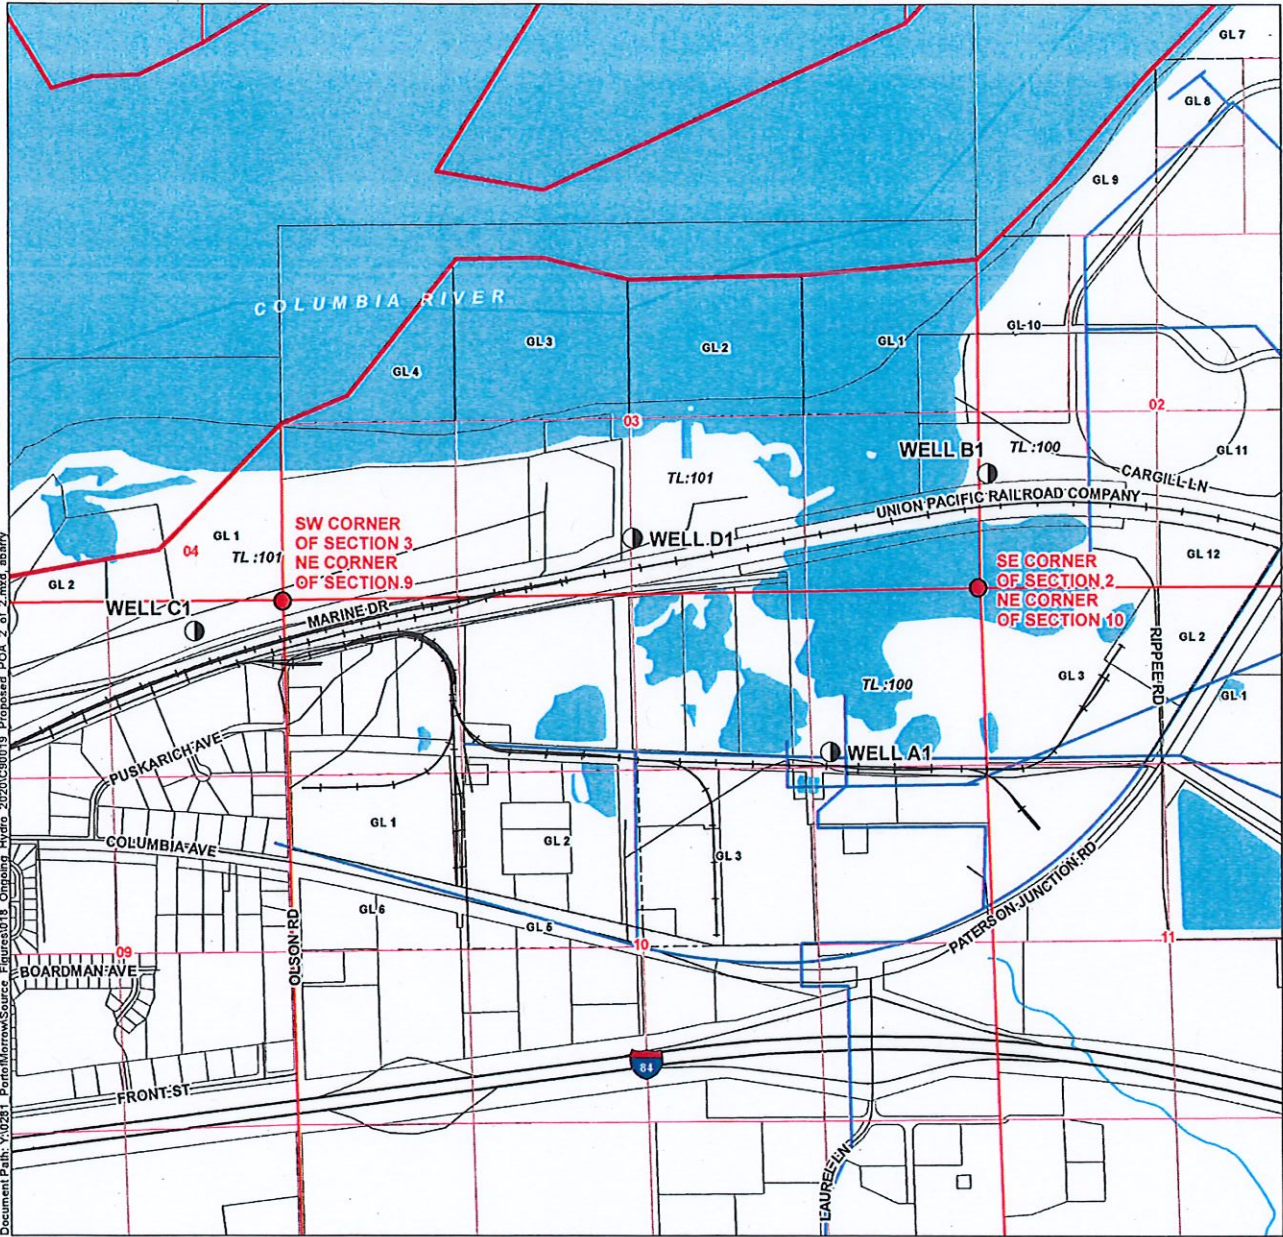 GL 7
GL 8
GL 9
COLUMBIA RIVER
GL-10
GL 3
GL 2
GL 1
GL 4
03
02
WELL B1
TL:100
GL 11
TL:101
CARGILL LN
UNION PACIFIC RAILROAD COMPANY
SW CORNER
OF SECTION 3
NE CORNER
OF SECTION 9
GL 1
WELL D1
04
TL:101
GL 12
SE CORNER
OF SECTION 2
NE CORNER
OF SECTION 10
GL 2
WELL C1
MARINE DR
RIPPEE RD
GL 2
GL 3
TL:100
GL 1
WELL A1
PUSKARICH AVE
GL 1
COLUMBIA AVE
GL 2
GL 3
PATERSON JUNCTION RD
GL 6
GL 5
OLSON RD
10
11
09
BOARDMAN AVE
84
FRONT ST
LAUREL LN